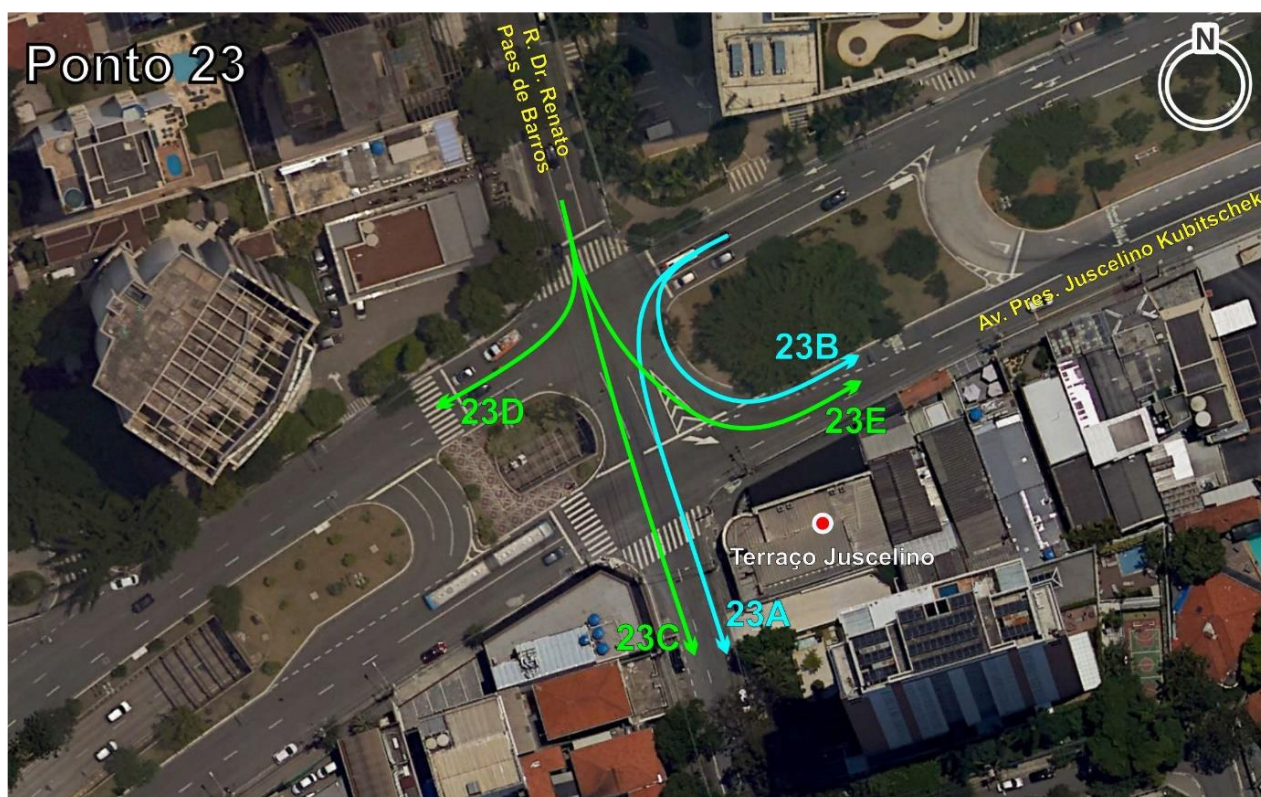 Ponto 23
R. Dr. Renato
Paes de Barros
N
Av. Pres. Juscelino Kubitschek
23B
23E
23D
Terraço Juscelino
23A
23C